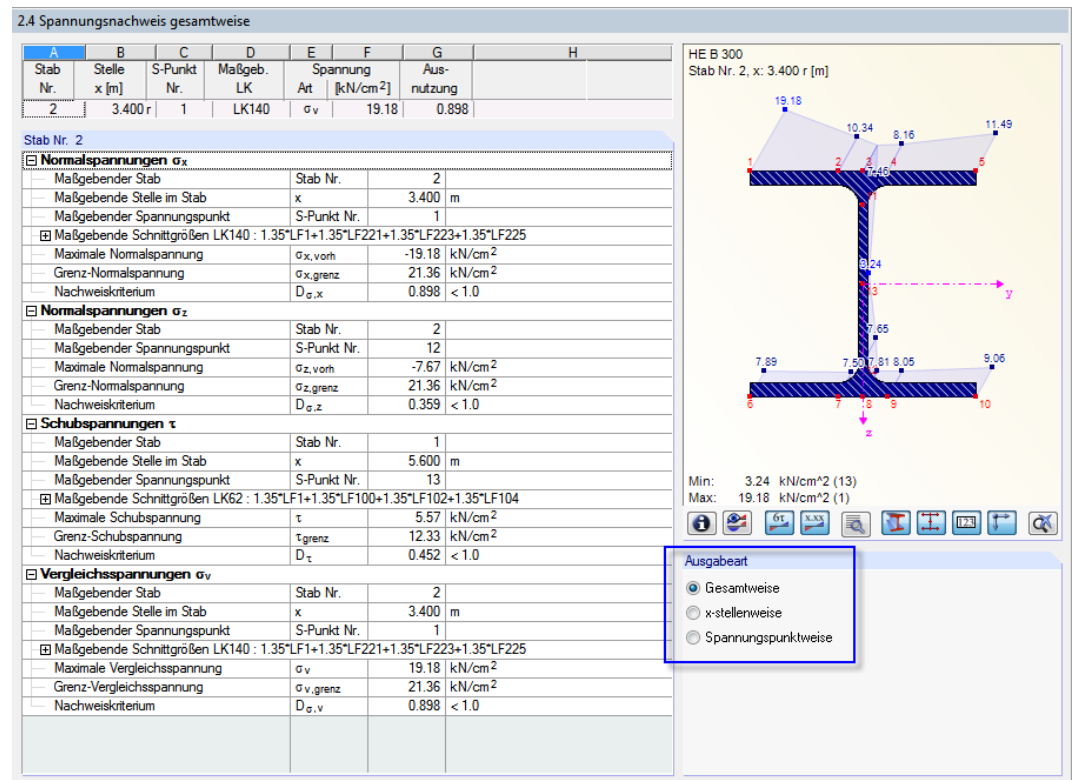 2.4 Spannungsnachweis gesamtweise
A B C D E F G H
Stab Stelle S-Punkt Maßgeb. Spannung Aus-
Nr. x [m] Nr. LK Art [kN/cm²] nutzung
2 3.400 r 1 LK140 σv 19.18 0.898
Stab Nr. 2
Normalspannungen σx
Maßgebender Stab Stab Nr. 2
Maßgebende Stelle im Stab x 3.400 m
Maßgebender Spannungspunkt S-Punkt Nr. 1
Maßgebende Schnittgrößen LK140 : 1.35*LF1+1.35*LF221+1.35*LF223+1.35*LF225
Maximale Normalspannung σx,vorh -19.18 kN/cm²
Grenz-Normalspannung σx,grenz 21.36 kN/cm²
Nachweiskriterium Dσ,x 0.898 < 1.0
Normalspannungen σz
Maßgebender Stab Stab Nr. 2
Maßgebender Spannungspunkt S-Punkt Nr. 12
Maximale Normalspannung σz,vorh -7.67 kN/cm²
Grenz-Normalspannung σz,grenz 21.36 kN/cm²
Nachweiskriterium Dσ,z 0.359 < 1.0
Schubspannungen τ
Maßgebender Stab Stab Nr. 1
Maßgebende Stelle im Stab x 5.600 m
Maßgebender Spannungspunkt S-Punkt Nr. 13
Maßgebende Schnittgrößen LK62 : 1.35*LF1+1.35*LF100+1.35*LF102+1.35*LF104
Maximale Schubspannung τ 5.57 kN/cm²
Grenz-Schubspannung τgrenz 12.33 kN/cm²
Nachweiskriterium Dτ 0.452 < 1.0
Vergleichsspannungen σv
Maßgebender Stab Stab Nr. 2
Maßgebende Stelle im Stab x 3.400 m
Maßgebender Spannungspunkt S-Punkt Nr. 1
Maßgebende Schnittgrößen LK140 : 1.35*LF1+1.35*LF221+1.35*LF223+1.35*LF225
Maximale Vergleichsspannung σv 19.18 kN/cm²
Grenz-Vergleichsspannung σv,grenz 21.36 kN/cm²
Nachweiskriterium Dσ,v 0.898 < 1.0
HE B 300
Stab Nr. 2, x: 3.400 r [m]
19.18
10.34 8.16 11.49
1 2 3 4 5
7.46
11
3.24
13 y
7.65
7.89 7.50 7.81 8.05 9.06
6 7 8 9 10
z
Min: 3.24 kN/cm^2 (13)
Max: 19.18 kN/cm^2 (1)
6τ x.xx 123
Ausgabeart
Gesamtweise
x-stellenweise
Spannungspunktweise